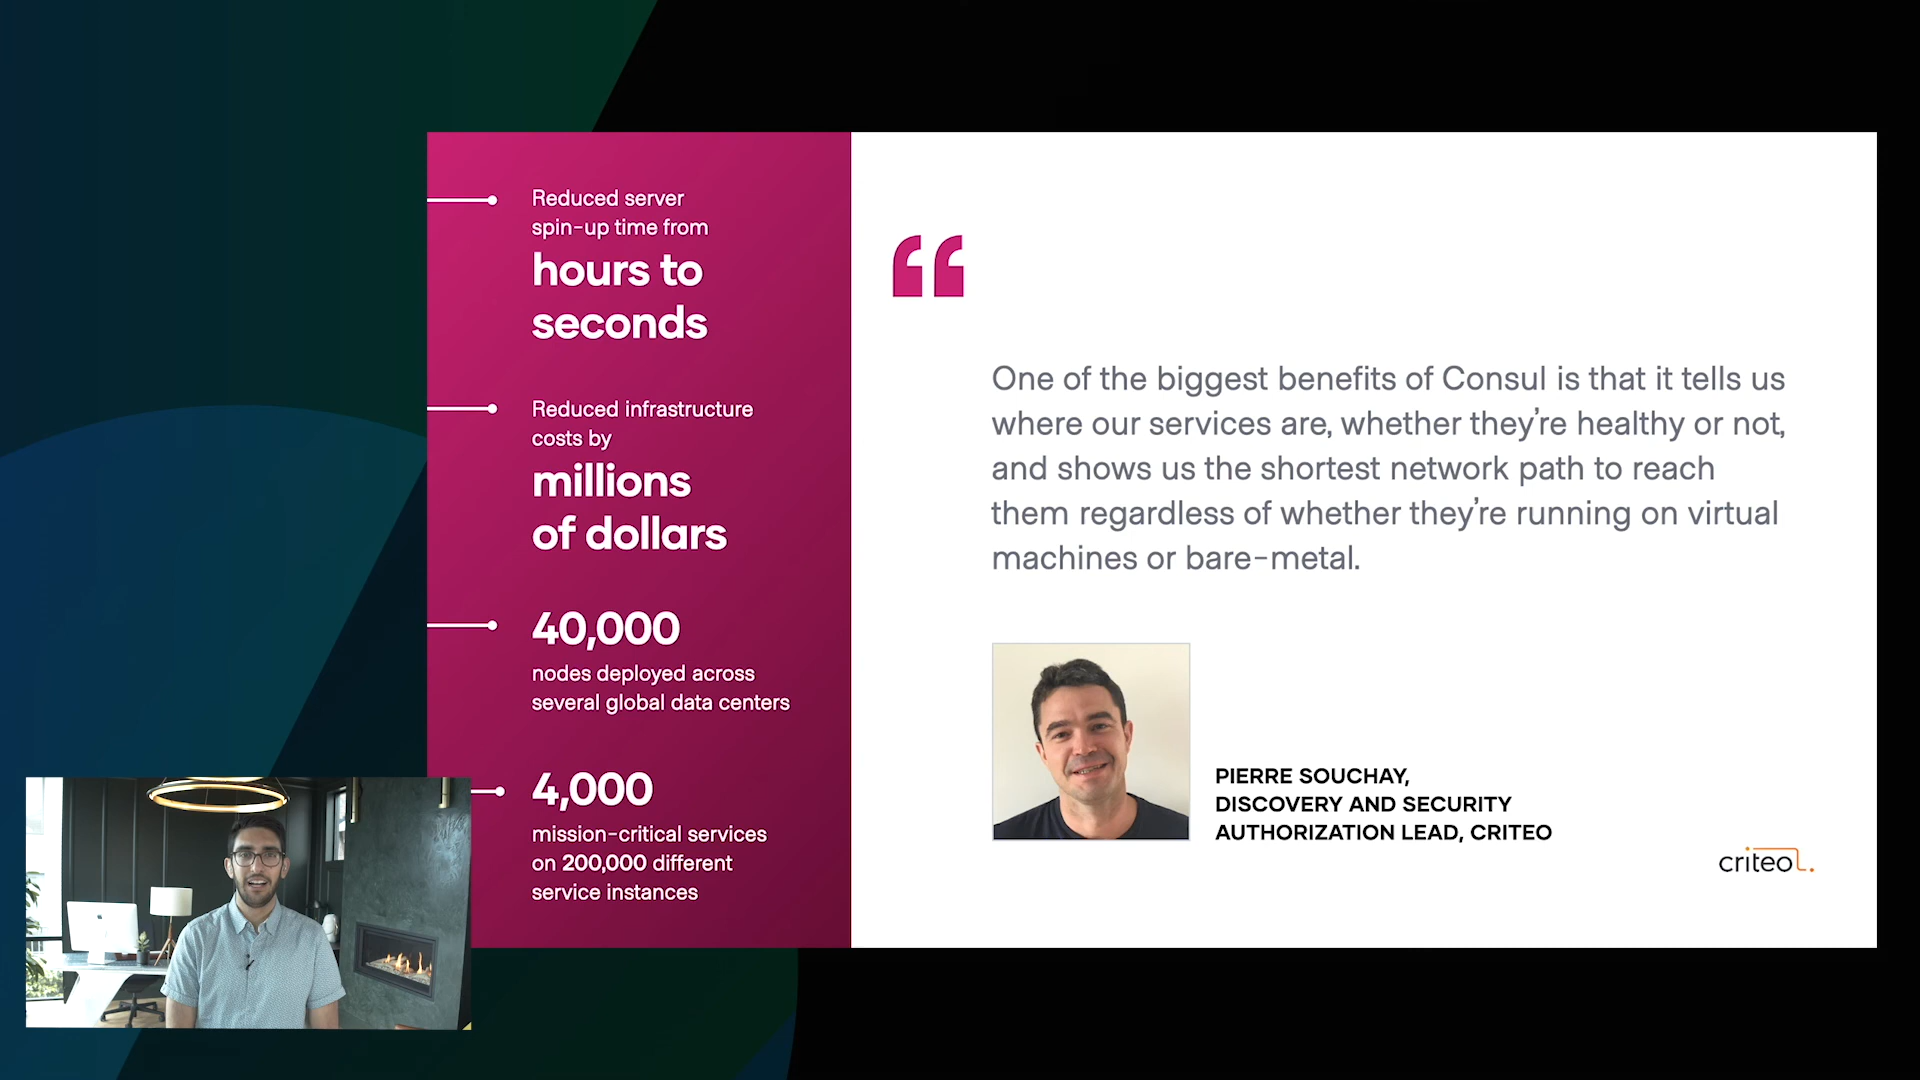 Reduced server
spin-up time from
hours to
seconds
Reduced infrastructure
costs by
millions
of dollars
40,000
nodes deployed across
several global data centers
4,000
mission-critical services
on 200,000 different
service instances
“
One of the biggest benefits of Consul is that it tells us
where our services are, whether they’re healthy or not,
and shows us the shortest network path to reach
them regardless of whether they’re running on virtual
machines or bare-metal.
PIERRE SOUCHAY,
DISCOVERY AND SECURITY
AUTHORIZATION LEAD, CRITEO
criteo